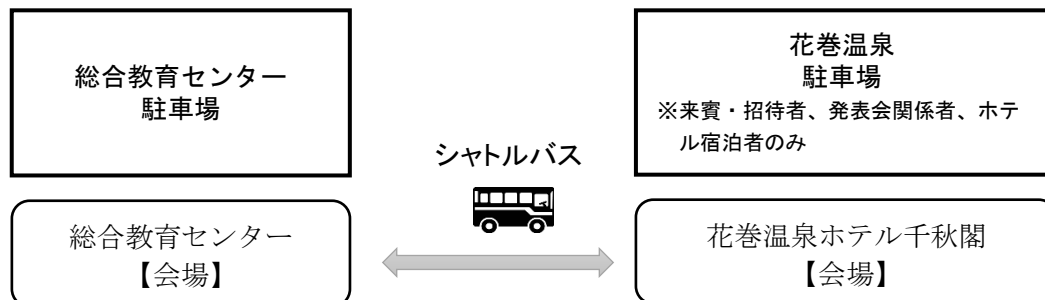 総合教育センター
駐車場
花巻温泉
駐車場
※来賓・招待者、発表会関係者、ホテ
ル宿泊者のみ
シャトルバス
総合教育センター
【会場】
花巻温泉ホテル千秋閣
【会場】